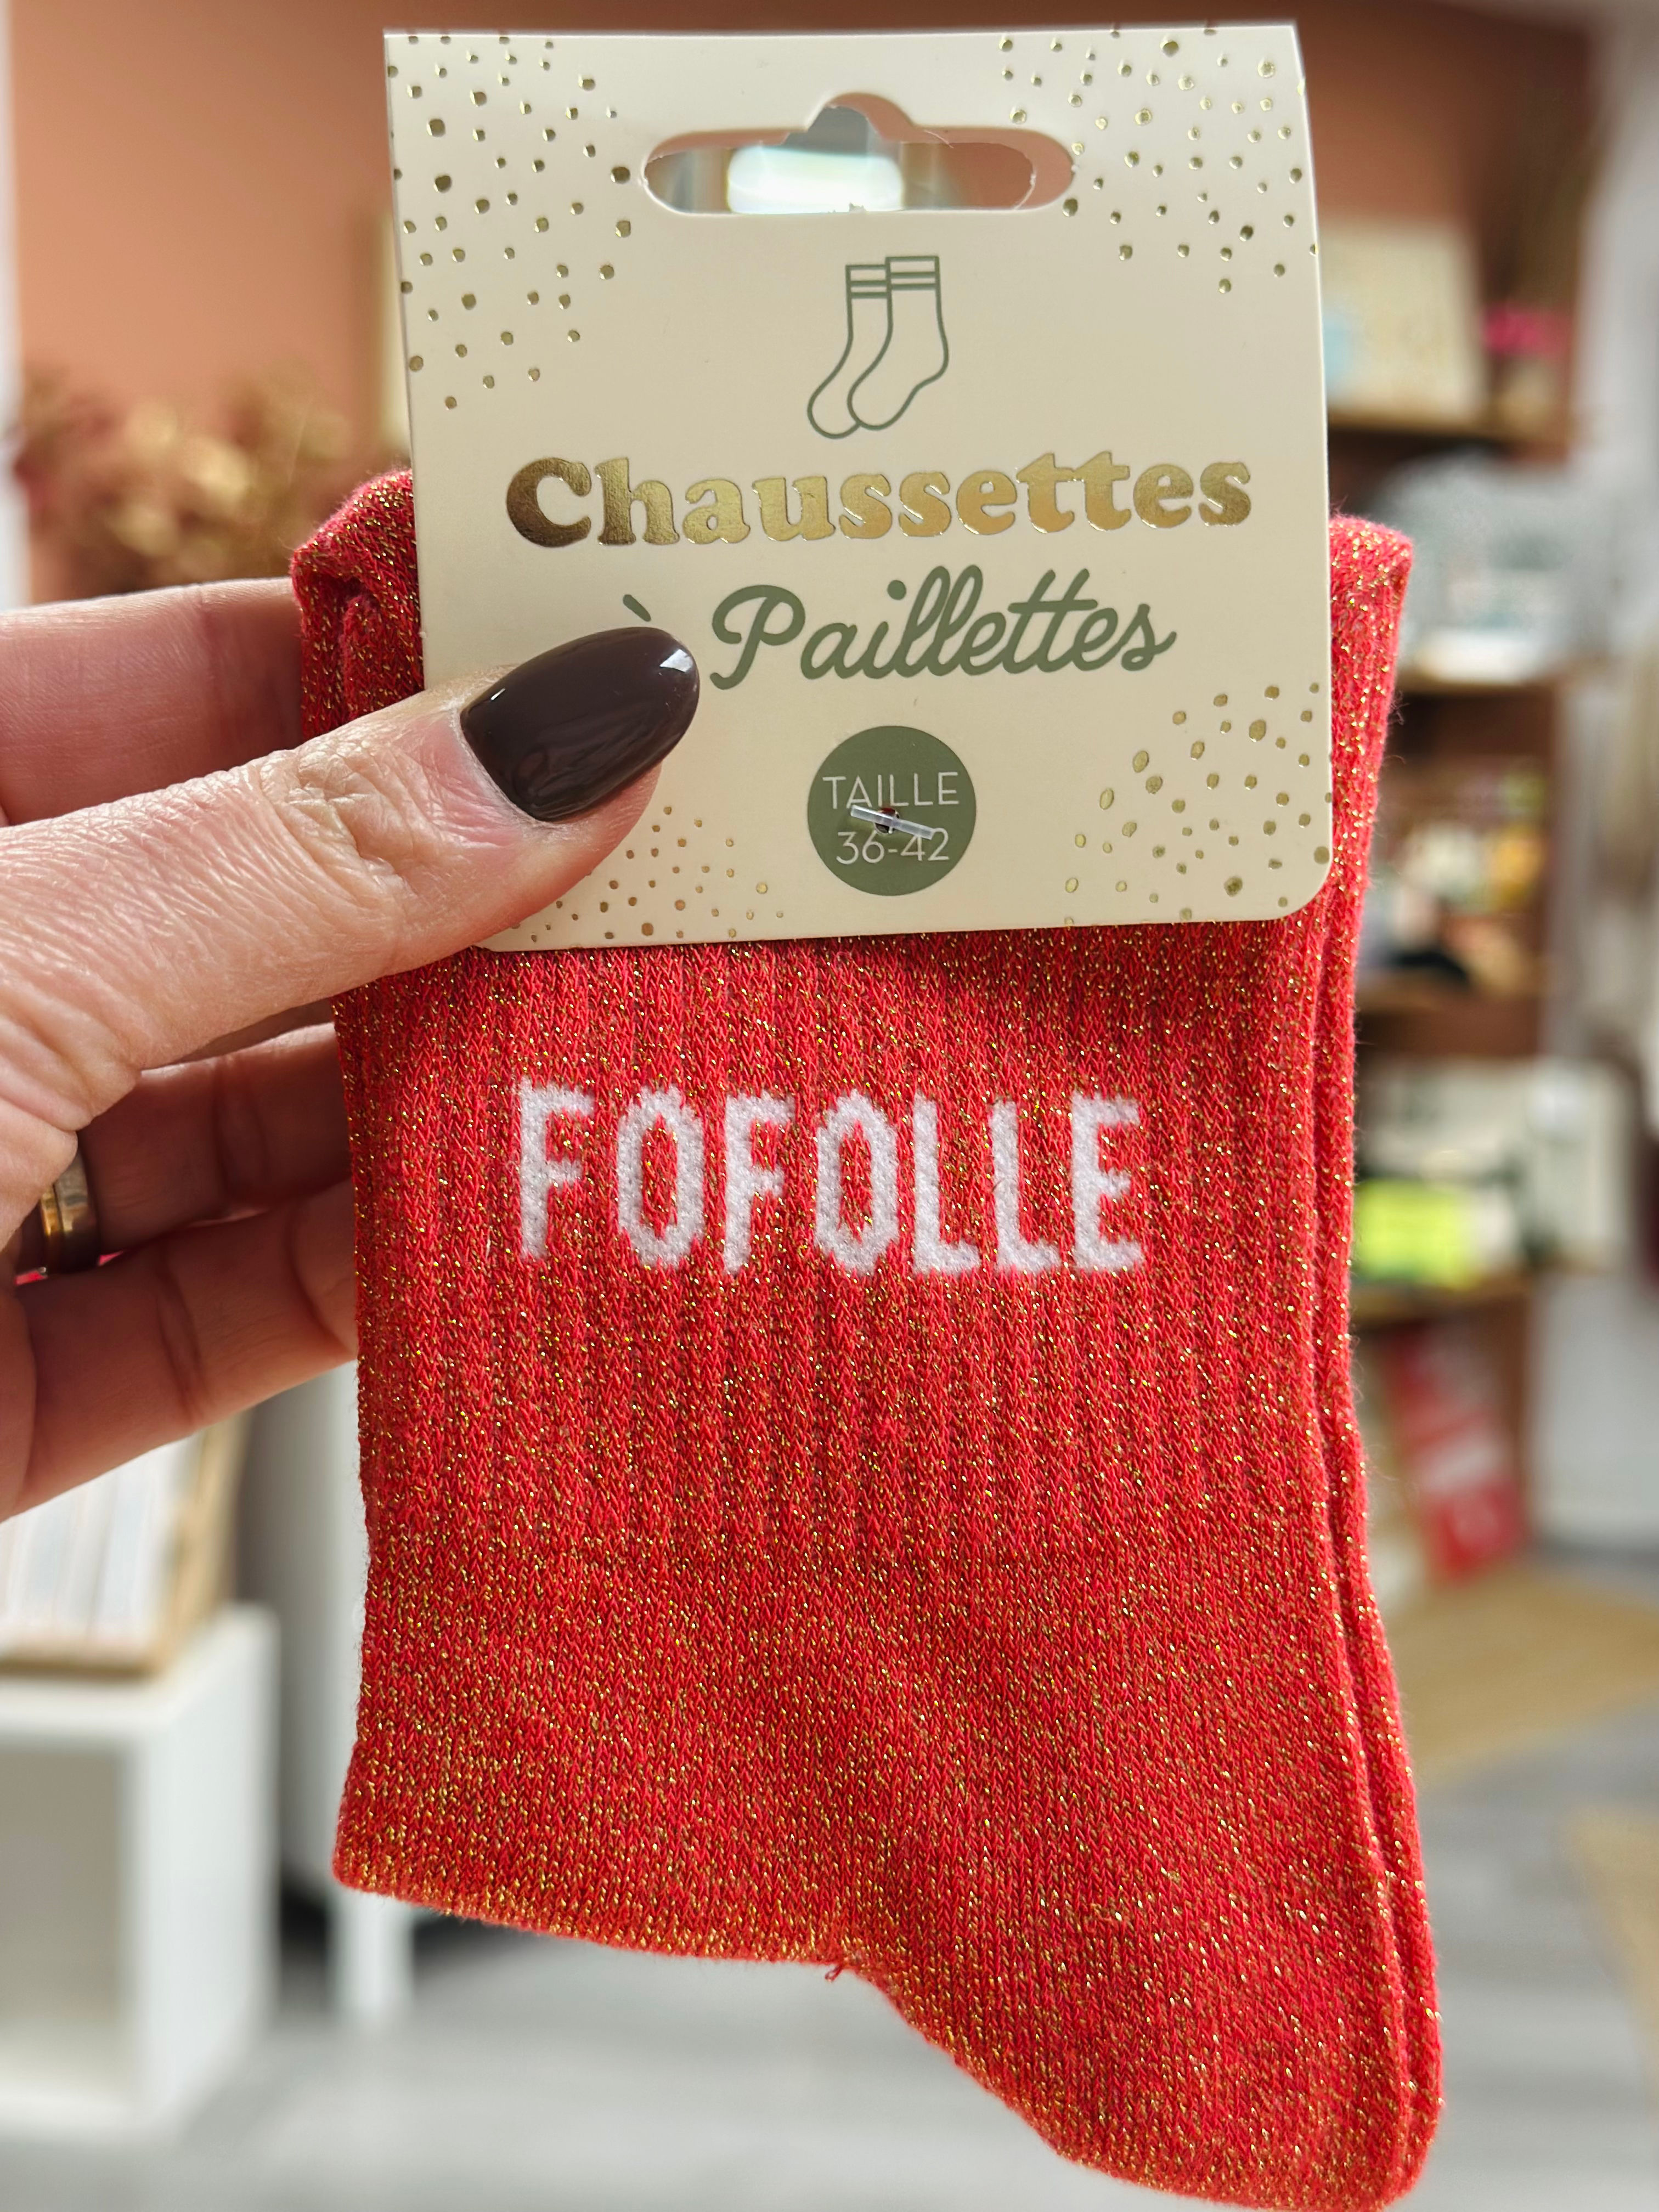 Chaussettes
à Paillettes
TAILLE
36-42
FOFOLLE